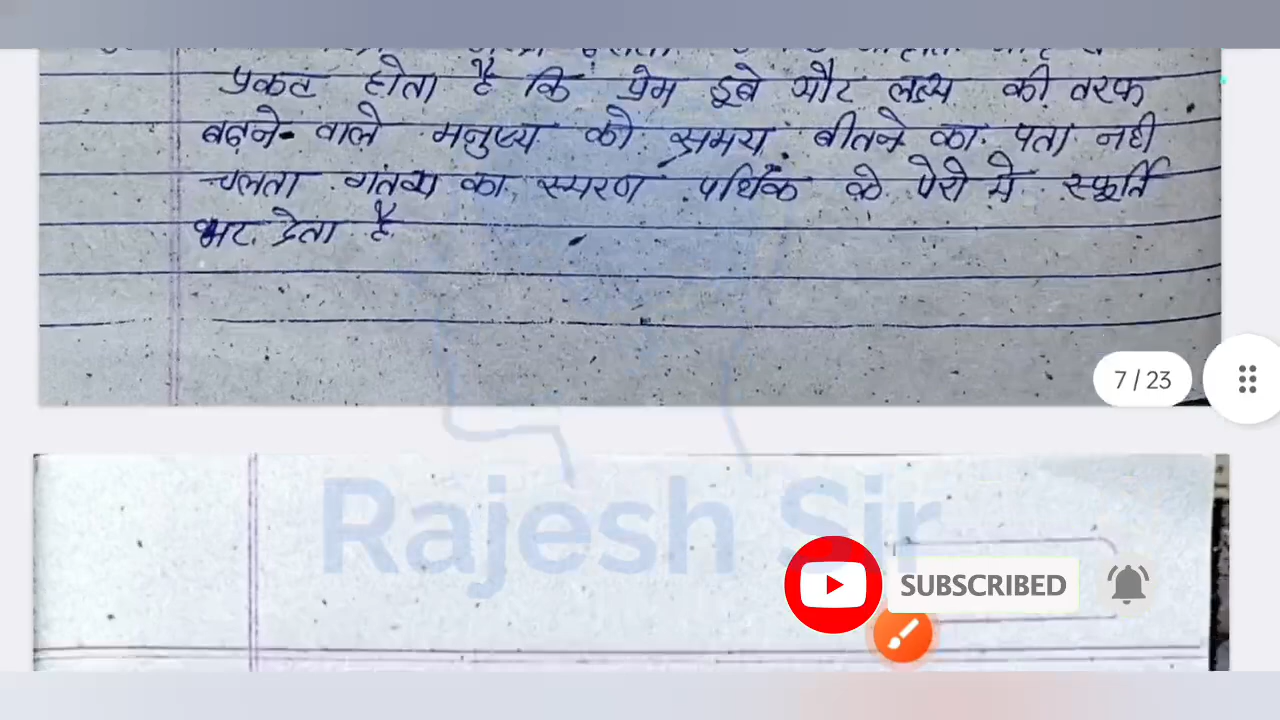 प्रकट होता है कि प्रेम डूबे और लक्ष्य की तरफ
बढ़ने- वाले मनुष्य को समय बीतने का पता नही
चलता गंतव्य का स्मरण पथिक के पेरो मे स्फूर्ति
भर देता है
7 / 23
Rajesh Sir
SUBSCRIBED